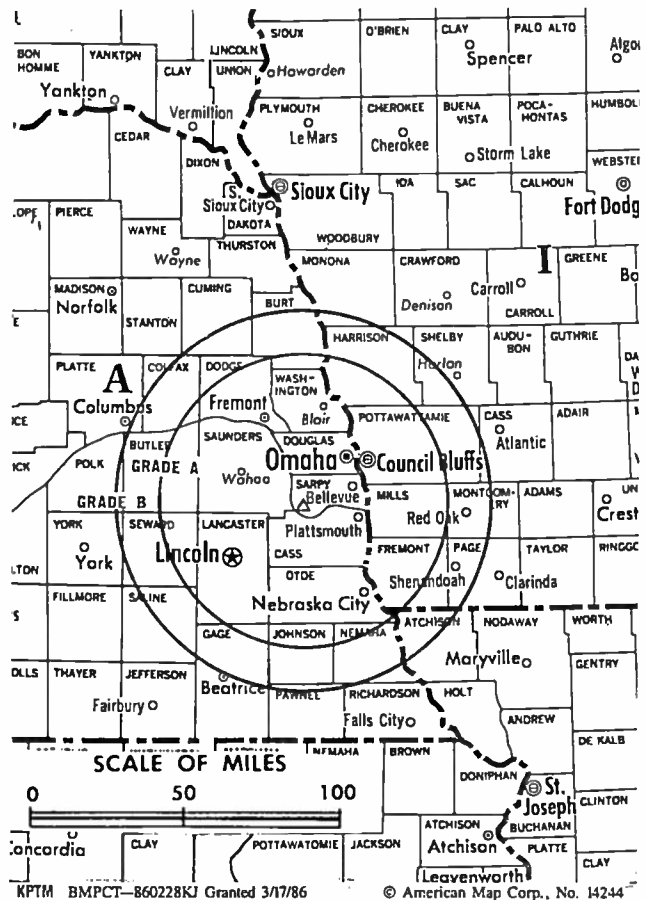 SIOUX O'BRIEN CLAY PALO ALTO
BON HOMME YANKTON CLAY LINCOLN UNION Hawarden Spencer
Yankton Vermillion PLYMOUTH CHEROKEE BUENA VISTA POCA-HONTAS
CEDAR Le Mars Cherokee Storm Lake
DIXON IDA SAC CALHOUN WEBSTE
S. Sioux City Sioux City Fort Dodg
PIERCE WAYNE DAKOTA WOODBURY
Wayne THURSTON MONONA CRAWFORD I GREENE
MADISON CUMING Denison Carroll
Norfolk STANTON BURT CARROLL
HARRISON SHELBY AUDU-BON GUTHRIE
PLATTE COLFAX DODGE Harlan
A WASH-INGTON
Columbus Fremont Blair POTTAWATTAMIE CASS ADAIR
BUTLER SAUNDERS DOUGLAS Atlantic
POLK GRADE A Wahoo Omaha Council Bluffs
GRADE B SARPY Bellevue MILLS MONTGOM-ERY ADAMS
YORK SEWARD LANCASTER Plattsmouth Red Oak Crest
York Lincoln CASS FREMONT PAGE TAYLOR RINGGO
OTOE Shenandoah Clarinda
FILLMORE SALINE Nebraska City
GAGE JOHNSON NEMAHA ATCHISON NODAWAY WORTH
THAYER JEFFERSON Maryville GENTRY
Beatrice PAWNEE RICHARDSON HOLT
Fairbury Falls City ANDREW
DE KALB
SCALE OF MILES NEMAHA BROWN
0 50 100 DONIPHAN St. Joseph
CLINTON
ATCHISON BUCHANAN
CLAY POTTAWATOMIE JACKSON Atchison PLATTE
Concordia CLAY
Leavenworth
KPTM BMPCT—860228KJ Granted 3/17/86 © American Map Corp., No. 14244